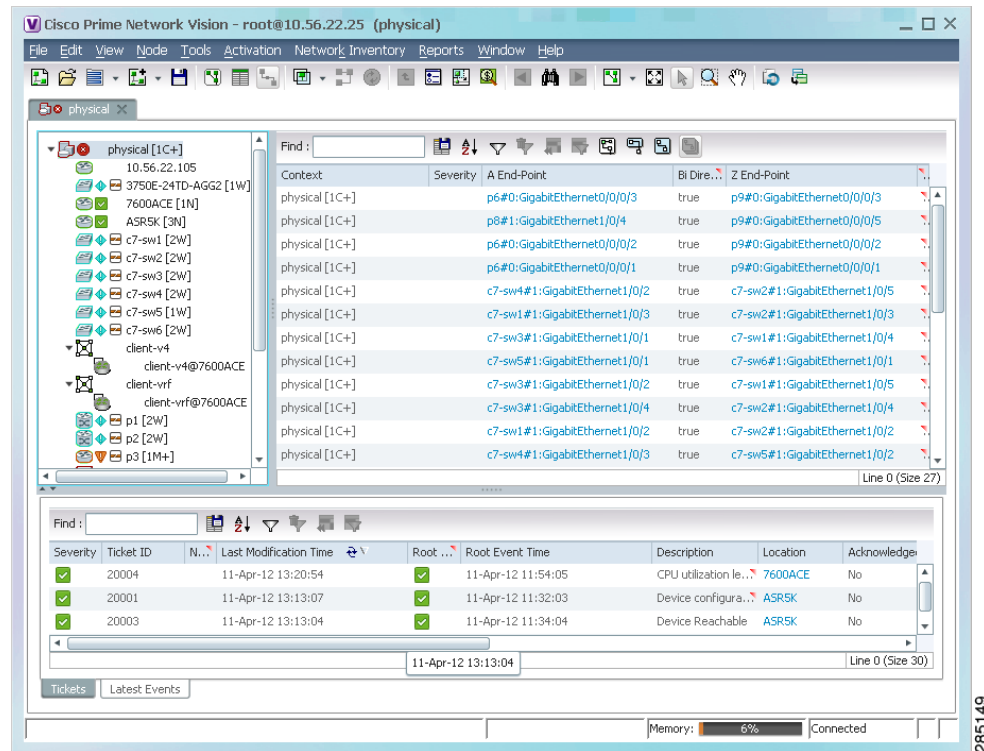 Cisco Prime Network Vision - root@10.56.22.25 (physical)
File Edit View Node Tools Activation Network Inventory Reports Window Help
physical
physical [1C+]
10.56.22.105
3750E-24TD-AGG2 [1W]
7600ACE [1N]
ASR5K [3N]
c7-sw1 [2W]
c7-sw2 [2W]
c7-sw3 [2W]
c7-sw4 [2W]
c7-sw5 [1W]
c7-sw6 [2W]
client-v4
client-v4@7600ACE
client-vrf
client-vrf@7600ACE
p1 [2W]
p2 [2W]
p3 [1M+]
Find :
Context Severity A End-Point Bi Dire... Z End-Point
physical [1C+] p6#0:GigabitEthernet0/0/0/3 true p9#0:GigabitEthernet0/0/0/3
physical [1C+] p8#1:GigabitEthernet1/0/4 true p9#0:GigabitEthernet0/0/0/5
physical [1C+] p6#0:GigabitEthernet0/0/0/2 true p9#0:GigabitEthernet0/0/0/2
physical [1C+] p6#0:GigabitEthernet0/0/0/1 true p9#0:GigabitEthernet0/0/0/1
physical [1C+] c7-sw4#1:GigabitEthernet1/0/2 true c7-sw2#1:GigabitEthernet1/0/5
physical [1C+] c7-sw1#1:GigabitEthernet1/0/3 true c7-sw2#1:GigabitEthernet1/0/3
physical [1C+] c7-sw3#1:GigabitEthernet1/0/1 true c7-sw1#1:GigabitEthernet1/0/4
physical [1C+] c7-sw5#1:GigabitEthernet1/0/1 true c7-sw6#1:GigabitEthernet1/0/1
physical [1C+] c7-sw3#1:GigabitEthernet1/0/2 true c7-sw1#1:GigabitEthernet1/0/5
physical [1C+] c7-sw3#1:GigabitEthernet1/0/4 true c7-sw2#1:GigabitEthernet1/0/4
physical [1C+] c7-sw1#1:GigabitEthernet1/0/2 true c7-sw2#1:GigabitEthernet1/0/2
physical [1C+] c7-sw4#1:GigabitEthernet1/0/3 true c7-sw5#1:GigabitEthernet1/0/2
Line 0 (Size 27)
Find :
Severity Ticket ID N... Last Modification Time Root ... Root Event Time Description Location Acknowledge
20004 11-Apr-12 13:20:54 11-Apr-12 11:54:05 CPU utilization le... 7600ACE No
20001 11-Apr-12 13:13:07 11-Apr-12 11:32:03 Device configura... ASR5K No
20003 11-Apr-12 13:13:04 11-Apr-12 11:34:04 Device Reachable ASR5K No
11-Apr-12 13:13:04
Line 0 (Size 30)
Tickets Latest Events
Memory: 6% Connected
285149